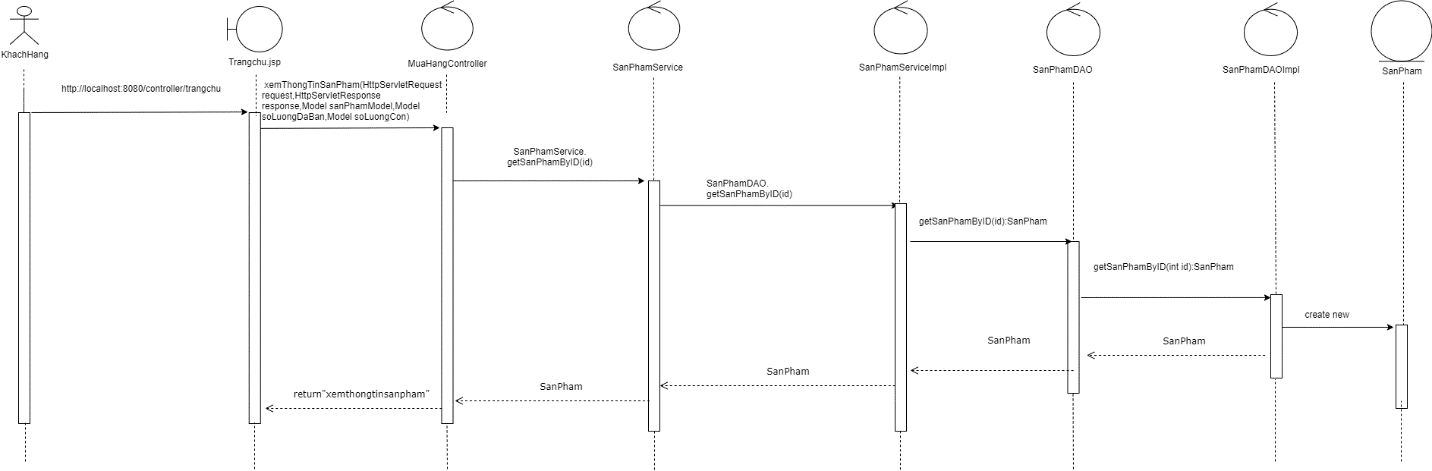 KhachHang
Trangchu.jsp
MuaHangController
SanPhamService
SanPhamServiceImpl
SanPhamDAO
SanPhamDAOImpl
SanPham
http://localhost:8080/controller/trangchu
xemThongTinSanPham(HttpServletRequest
request,HttpServletResponse
response,Model sanPhamModel,Model
soLuongDaBan,Model soLuongCon)
SanPhamService.
getSanPhamByID(id)
SanPhamDAO.
getSanPhamByID(id)
getSanPhamByID(id):SanPham
getSanPhamByID(int id):SanPham
create new
SanPham
SanPham
SanPham
SanPham
return"xemthongtinsanpham"